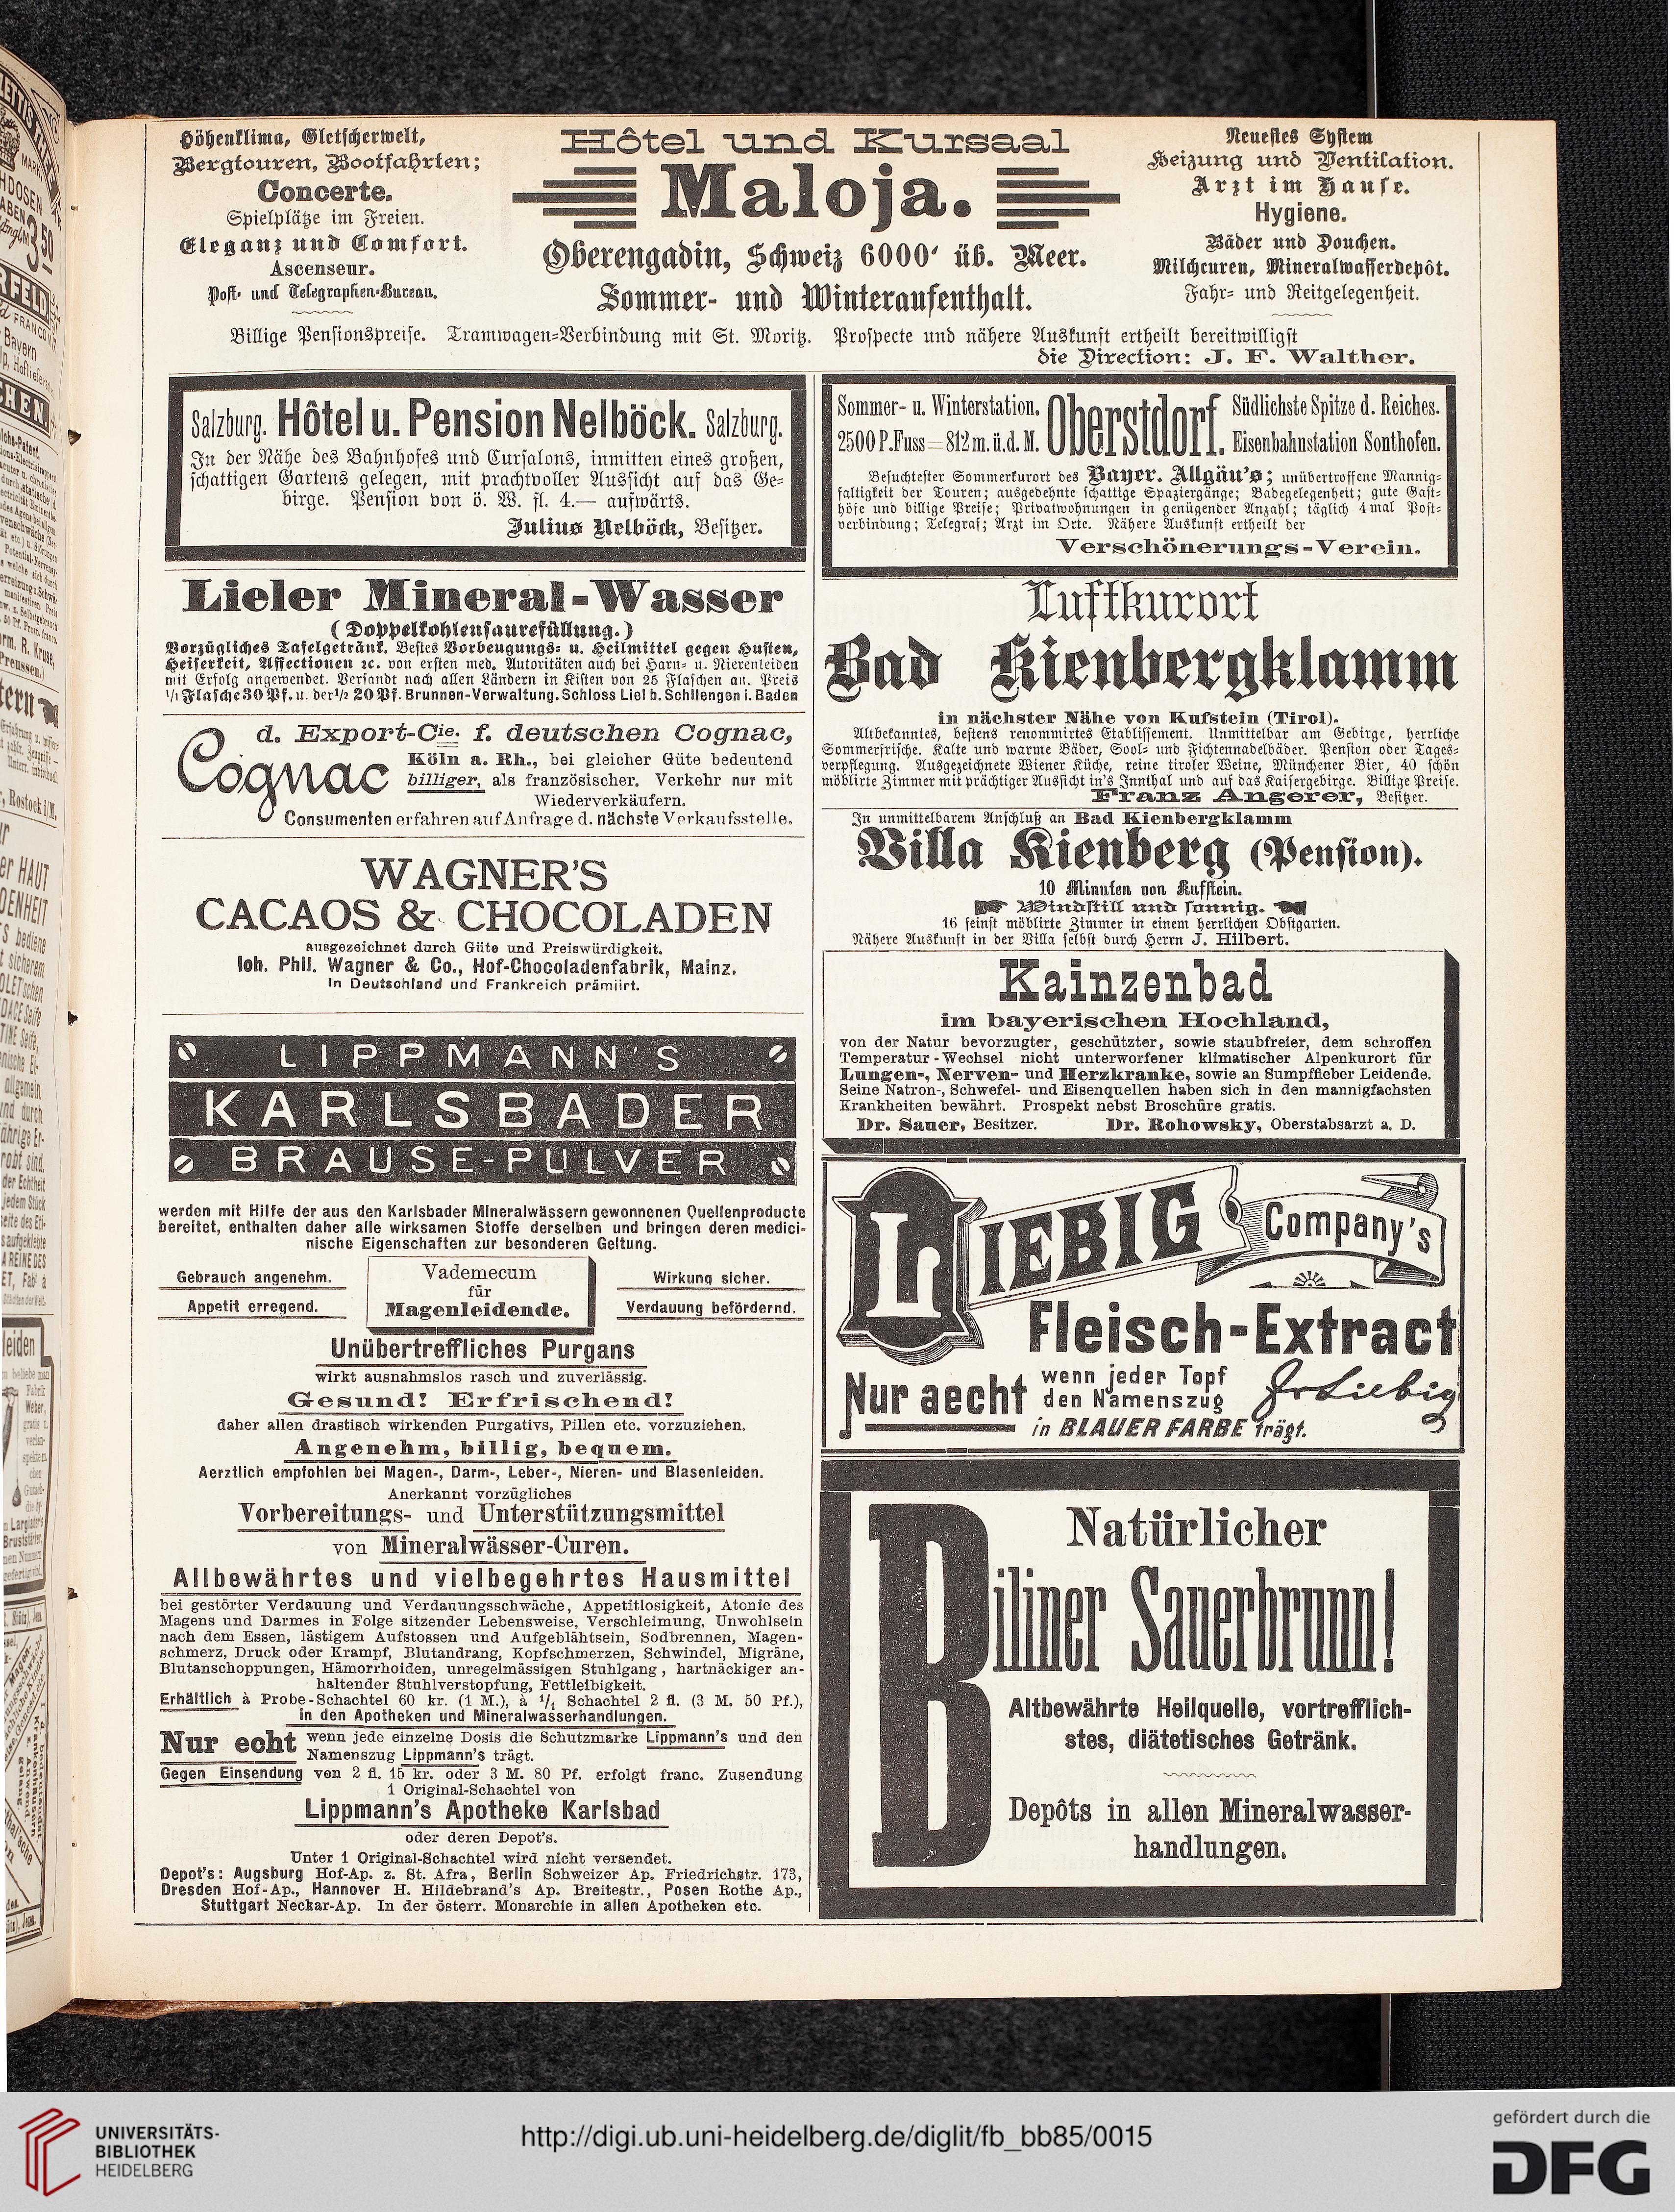 Höhenklima, Gletscherwelt,
Bergtouren, Bootfahrten;
Concerte.
Spielplätze im Freien.
Eleganz und Comfort.
Ascenseur.
Post- und Telegraphen-Bureau.
Hôtel und Kursaal
Maloja.
Oberengadin, Schweiz 6000' üb. Meer.
Sommer- und Winteraufenthalt.
Neuestes System
Heizung und Ventilation.
Arzt im Hause.
Hygiene.
Bäder und Douchen.
Milchcuren, Mineralwasserdepôt.
Fahr- und Reitgelegenheit.
Billige Pensionspreise. Tramwagen-Verbindung mit St. Moritz. Prospecte und nähere Auskunft ertheilt bereitwilligst
die Direction: J. F. Walther.
Salzburg. Hôtel u. Pension Nelböck. Salzburg.
In der Nähe des Bahnhofes und Cursalons, inmitten eines großen,
schattigen Gartens gelegen, mit prachtvoller Aussicht auf das Ge-
birge. Pension von ö. W. fl. 4.— aufwärts.
Julius Nelböck, Besitzer.
Lieler Mineral-Wasser
(Doppelkohlensaurefüllung.)
Vorzügliches Tafelgetränk. Bestes Vorbeugungs- u. Heilmittel gegen Husten,
Heiserkeit, Affectionen ꝛc. von ersten med. Autoritäten auch bei Harn- u. Nierenleiden
mit Erfolg angewendet. Versandt nach allen Ländern in Kisten von 25 Flaschen an. Preis
1/1 Flasche 30 Pf. u. der 1/2 20 Pf. Brunnen-Verwaltung. Schloss Liel b. Schliengen i. Baden
Cognac
d. Export-Cie. f. deutschen Cognac,
Köln a. Rh., bei gleicher Güte bedeutend
billiger, als französischer. Verkehr nur mit
Wiederverkäufern.
Consumenten erfahren auf Anfrage d. nächste Verkaufsstelle.
WAGNER'S
CACAOS & CHOCOLADEN
ausgezeichnet durch Güte und Preiswürdigkeit.
Ioh. Phil. Wagner & Co., Hof-Chocoladenfabrik, Mainz.
In Deutschland und Frankreich prämiirt.
LIPPMANN'S
KARLSBADER
BRAUSE-PULVER
werden mit Hilfe der aus den Karlsbader Mineralwässern gewonnenen Quellenproducte
bereitet, enthalten daher alle wirksamen Stoffe derselben und bringen deren medici-
nische Eigenschaften zur besonderen Geltung.
Gebrauch angenehm.
Appetit erregend.
Vademecum
für
Magenleidende.
Wirkung sicher.
Verdauung befördernd.
Unübertreffliches Purgans
wirkt ausnahmslos rasch und zuverlässig.
Gesund! Erfrischend!
daher allen drastisch wirkenden Purgativs, Pillen etc. vorzuziehen.
Angenehm, billig, bequem.
Aerztlich empfohlen bei Magen-, Darm-, Leber-, Nieren- und Blasenleiden.
Anerkannt vorzügliches
Vorbereitungs- und Unterstützungsmittel
von Mineralwässer-Curen.
Allbewährtes und vielbegehrtes Hausmittel
bei gestörter Verdauung und Verdauungsschwäche, Appetitlosigkeit, Atonie des
Magens und Darmes in Folge sitzender Lebensweise, Verschleimung, Unwohlsein
nach dem Essen, lästigem Aufstossen und Aufgeblähtsein, Sodbrennen, Magen-
schmerz, Druck oder Krampf, Blutandrang, Kopfschmerzen, Schwindel, Migräne,
Blutanschoppungen, Hämorrhoiden, unregelmässigen Stuhlgang, hartnäckiger an-
haltender Stuhlverstopfung, Fettleibigkeit.
Erhältlich à Probe-Schachtel 60 kr. (1 M.), à 1/1 Schachtel 2 fl. (3 M. 50 Pf.),
in den Apotheken und Mineralwasserhandlungen.
Nur echt wenn jede einzelne Dosis die Schutzmarke Lippmann's und den
Namenszug Lippmann's trägt.
Gegen Einsendung von 2 fl. 15 kr. oder 3 M. 80 Pf. erfolgt franc. Zusendung
1 Original-Schachtel von
Lippmann's Apotheke Karlsbad
oder deren Depot's.
Unter 1 Original-Schachtel wird nicht versendet.
Depot's: Augsburg Hof-Ap. z. St. Afra, Berlin Schweizer Ap. Friedrichstr. 173,
Dresden Hof-Ap., Hannover H. Hildebrand's Ap. Breitestr., Posen Rothe Ap.,
Stuttgart Neckar-Ap. In der österr. Monarchie in allen Apotheken etc.
Sommer- u. Winterstation.
2500 P.Fuss=812 m. ü. d. M.
Oberstdorf.
Südlichste Spitze d. Reiches.
Eisenbahnstation Sonthofen.
Besuchtester Sommerkurort des Bayer. Allgäu's; unübertroffene Mannig-
faltigkeit der Touren; ausgedehnte schattige Spaziergänge; Badegelegenheit; gute Gast-
höfe und billige Preise; Privatwohnungen in genügender Anzahl; täglich 4 mal Post-
verbindung; Telegraf; Arzt im Orte. Nähere Auskunft ertheilt der
Verschönerungs-Verein.
Luftkurort
Bad Kienbergklamm
in nächster Nähe von Kufstein (Tirol).
Altbekanntes, bestens renommirtes Etablissement. Unmittelbar am Gebirge, herrliche
Sommerfrische. Kalte und warme Bäder, Sool- und Fichtennadelbäder. Pension oder Tages-
verpflegung. Ausgezeichnete Wiener Küche, reine tiroler Weine, Münchener Bier, 40 schön
möblirte Zimmer mit prächtiger Aussicht in's Innthal und auf das Kaisergebirge. Billige Preise.
Franz Angerer, Besitzer.
In unmittelbarem Anschluß an Bad Kienbergklamm
Villa Kienberg (Pension).
10 Minuten von Kufstein.
Windstill und sonnig.
16 feinst möblirte Zimmer in einem herrlichen Obstgarten.
Nähere Auskunft in der Villa selbst durch Herrn J. Hilbert.
Kainzenbad
im bayerischen Hochland,
von der Natur bevorzugter, geschützter, sowie staubfreier, dem schroffen
Temperatur-Wechsel nicht unterworfener klimatischer Alpenkurort für
Lungen-, Nerven- und Herzkranke, sowie an Sumpffieber Leidende.
Seine Natron-, Schwefel- und Eisenquellen haben sich in den mannigfachsten
Krankheiten bewährt. Prospekt nebst Broschüre gratis.
Dr. Sauer, Besitzer. Dr. Rohowsky, Oberstabsarzt a. D.
LIEBIG Company's
Fleisch-Extract
Nur aecht
wenn jeder Topf
den Namenszug
JvLiebig
in BLAUER FARBE trägt.
Natürlicher
Biliner Sauerbrunn!
Altbewährte Heilquelle, vortrefflich-
stes, diätetisches Getränk.
Depôts in allen Mineralwasser-
handlungen.
UNIVERSITÄTS-
BIBLIOTHEK
HEIDELBERG
http://digi.ub.uni-heidelberg.de/diglit/fb_bb85/0015
gefördert durch die
DFG